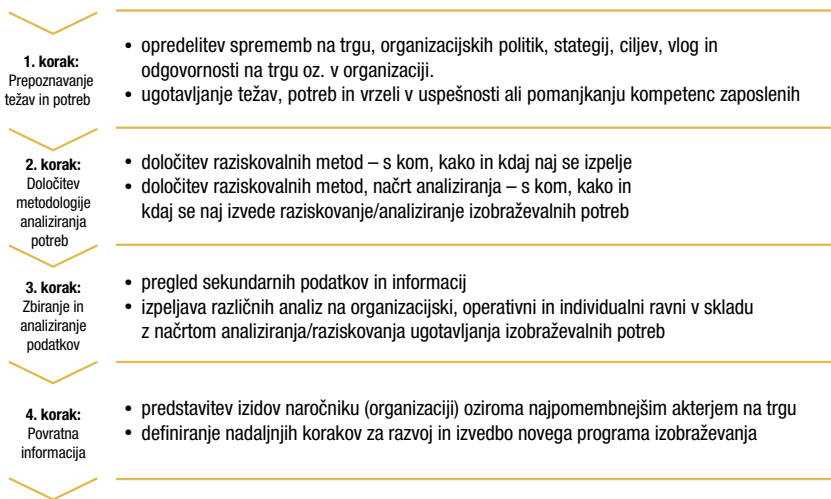 1. korak:
Prepoznavanje
težav in potreb
• opredelitev sprememb na trgu, organizacijskih politik, stategij, ciljev, vlog in
odgovornosti na trgu oz. v organizaciji.
• ugotavljanje težav, potreb in vrzeli v uspešnosti ali pomanjkanju kompetenc zaposlenih
2. korak:
Določitev
metodologije
analiziranja
potreb
• določitev raziskovalnih metod – s kom, kako in kdaj naj se izpelje
• določitev raziskovalnih metod, načrt analiziranja – s kom, kako in
kdaj se naj izvede raziskovanje/analiziranje izobraževalnih potreb
3. korak:
Zbiranje in
analiziranje
podatkov
• pregled sekundarnih podatkov in informacij
• izpeljava različnih analiz na organizacijski, operativni in individualni ravni v skladu
z načrtom analiziranja/raziskovanja ugotavljanja izobraževalnih potreb
4. korak:
Povratna
informacija
• predstavitev izidov naročniku (organizaciji) oziroma najpomembnejšim akterjem na trgu
• definiranje nadaljnjih korakov za razvoj in izvedbo novega programa izobraževanja